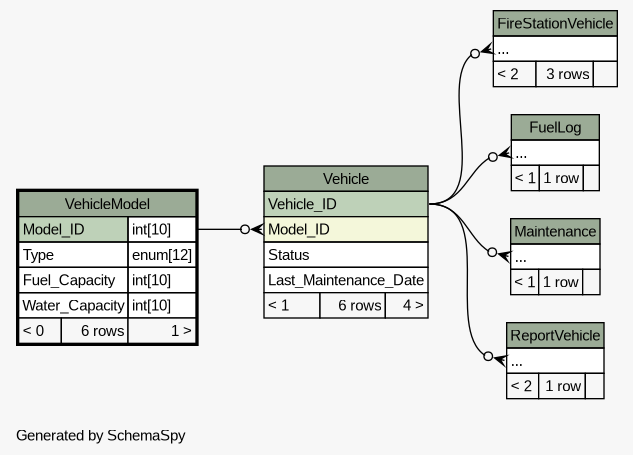 FireStationVehicle
...
< 2 3 rows
FuelLog
...
< 1 1 row
Vehicle
Vehicle_ID
Model_ID
Status
Last_Maintenance_Date
< 1 6 rows 4 >
VehicleModel
Model_ID int[10]
Type enum[12]
Fuel_Capacity int[10]
Water_Capacity int[10]
< 0 6 rows 1 >
Maintenance
...
< 1 1 row
ReportVehicle
...
< 2 1 row
Generated by SchemaSpy